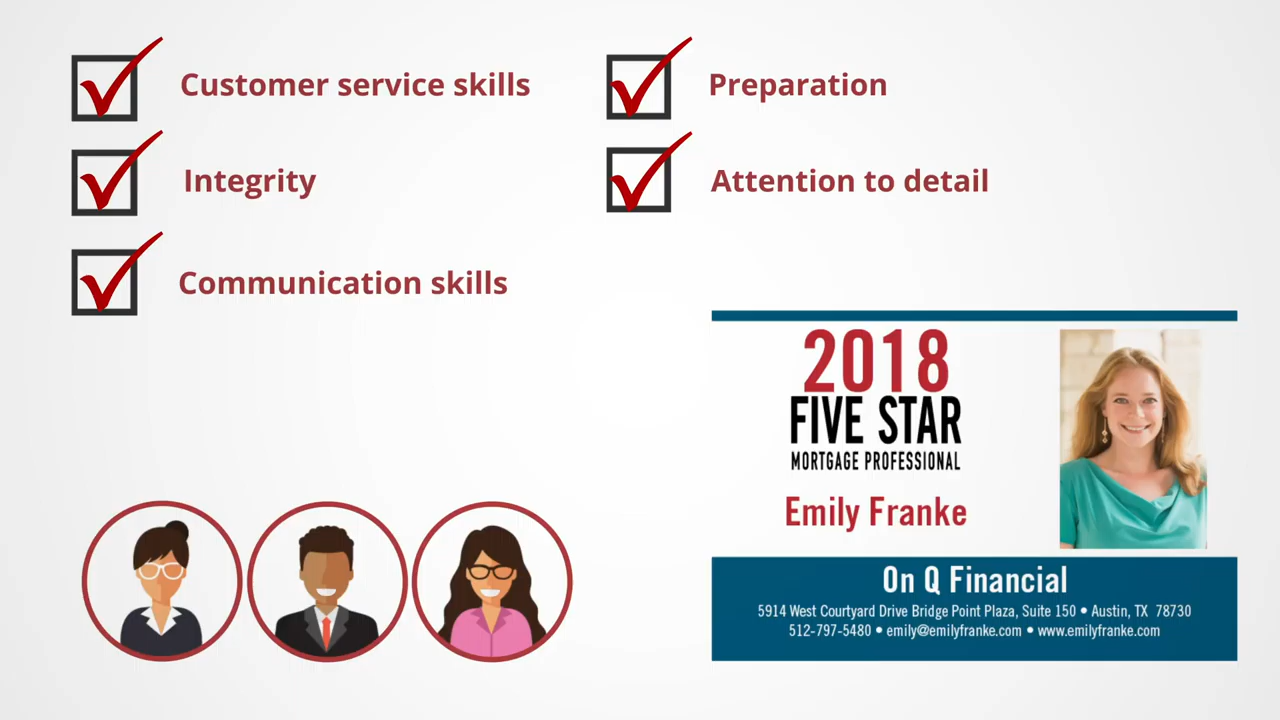 Customer service skills
Integrity
Communication skills
Preparation
Attention to detail
2018
FIVE STAR
MORTGAGE PROFESSIONAL
Emily Franke
On Q Financial
5914 West Courtyard Drive Bridge Point Plaza, Suite 150 • Austin, TX 78730
512-797-5480 • emily@emilyfranke.com • www.emilyfranke.com